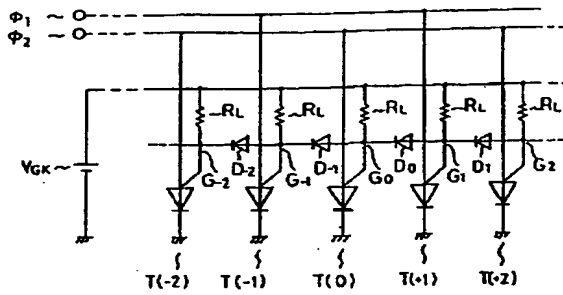 Φ1 ~
Φ2 ~
RL RL RL RL RL
VGK ~
D-2 D-1 D0 D1
G-2 G-1 G0 G1 G2
T(-2) T(-1) T(0) T(+1) T(+2)